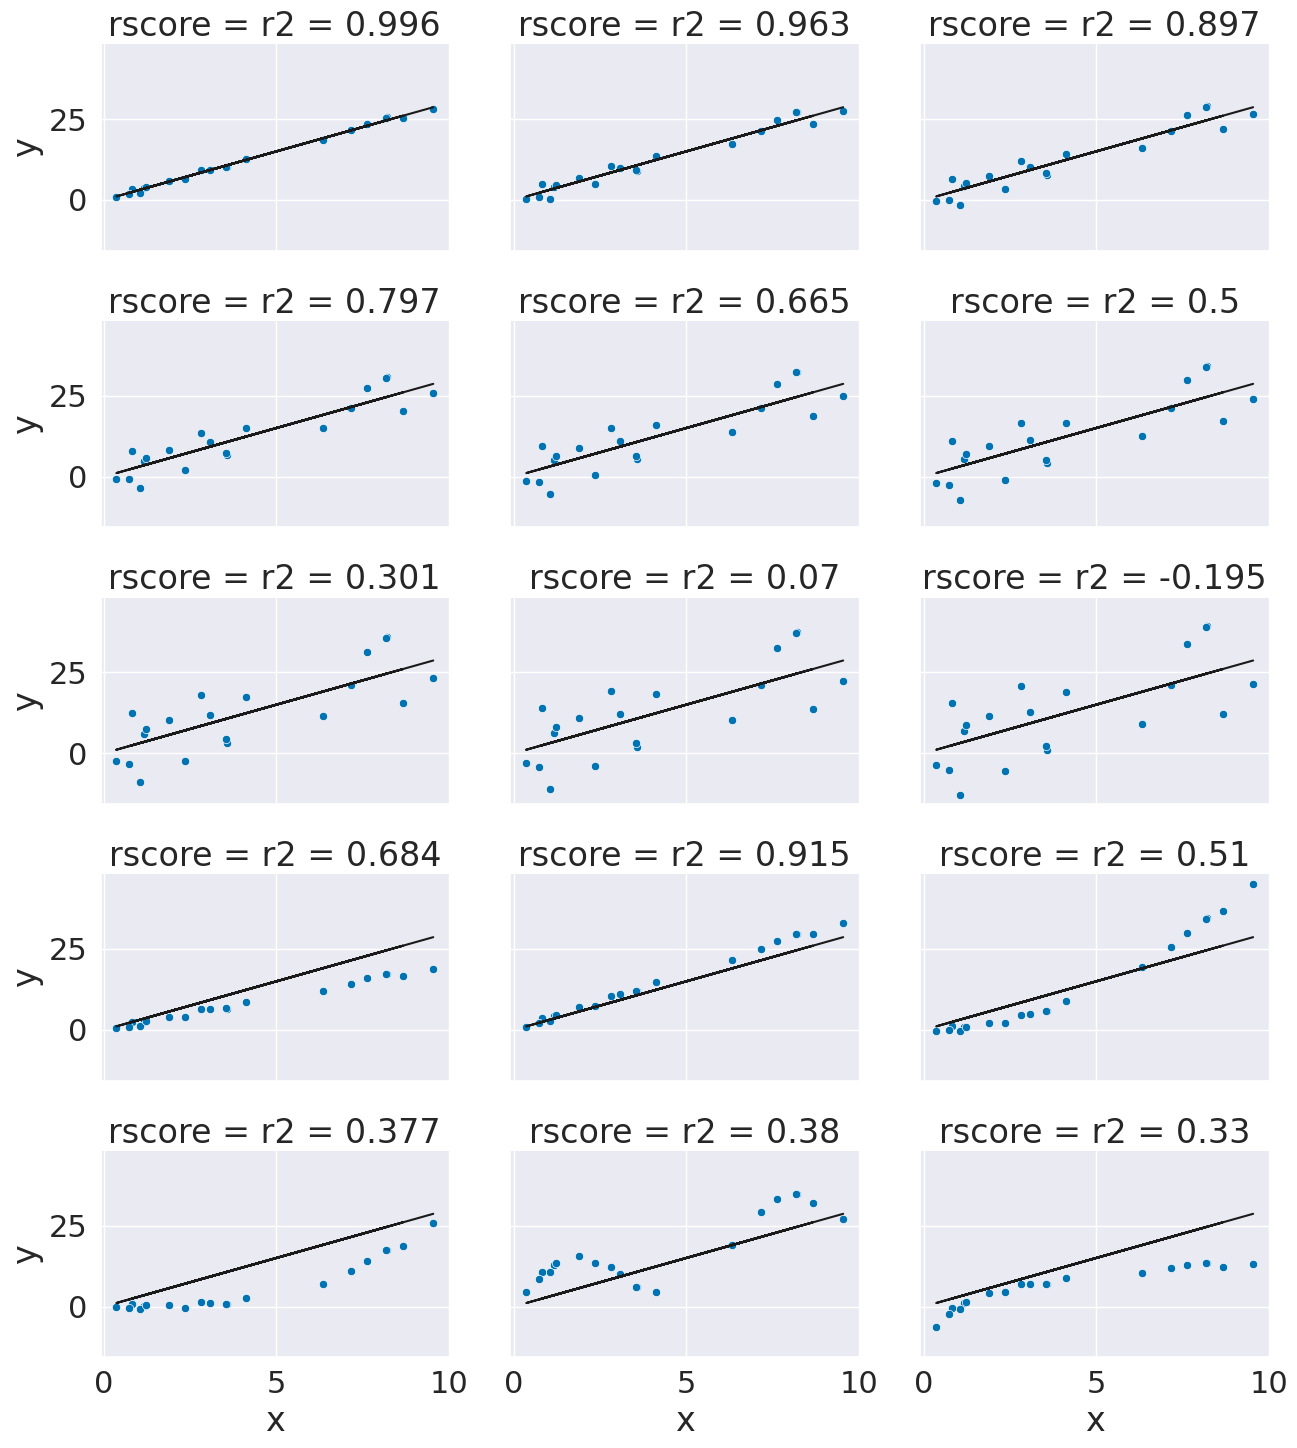 rscore = r2 = 0.996
rscore = r2 = 0.963
rscore = r2 = 0.897
25
0
y
rscore = r2 = 0.797
rscore = r2 = 0.665
rscore = r2 = 0.5
25
0
y
rscore = r2 = 0.301
rscore = r2 = 0.07
rscore = r2 = -0.195
25
0
y
rscore = r2 = 0.684
rscore = r2 = 0.915
rscore = r2 = 0.51
25
0
y
rscore = r2 = 0.377
rscore = r2 = 0.38
rscore = r2 = 0.33
25
0
y
0 5 10
0 5 10
0 5 10
x
x
x